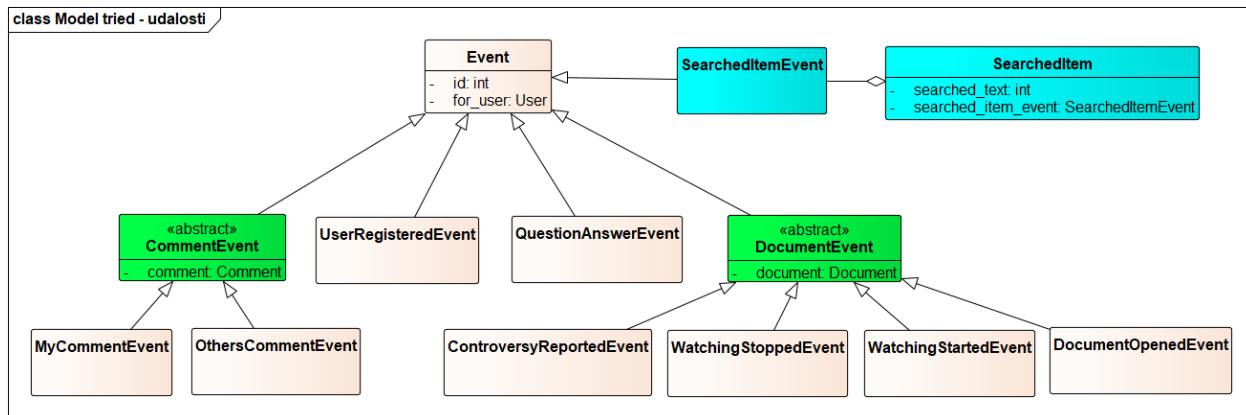 class Model tried - udalosti
Event
- id: int
- for_user: User
SearchedItemEvent
SearchedItem
- searched_text: int
- searched_item_event: SearchedItemEvent
«abstract»
CommentEvent
- comment: Comment
UserRegisteredEvent
QuestionAnswerEvent
«abstract»
DocumentEvent
- document: Document
MyCommentEvent
OthersCommentEvent
ControversyReportedEvent
WatchingStoppedEvent
WatchingStartedEvent
DocumentOpenedEvent